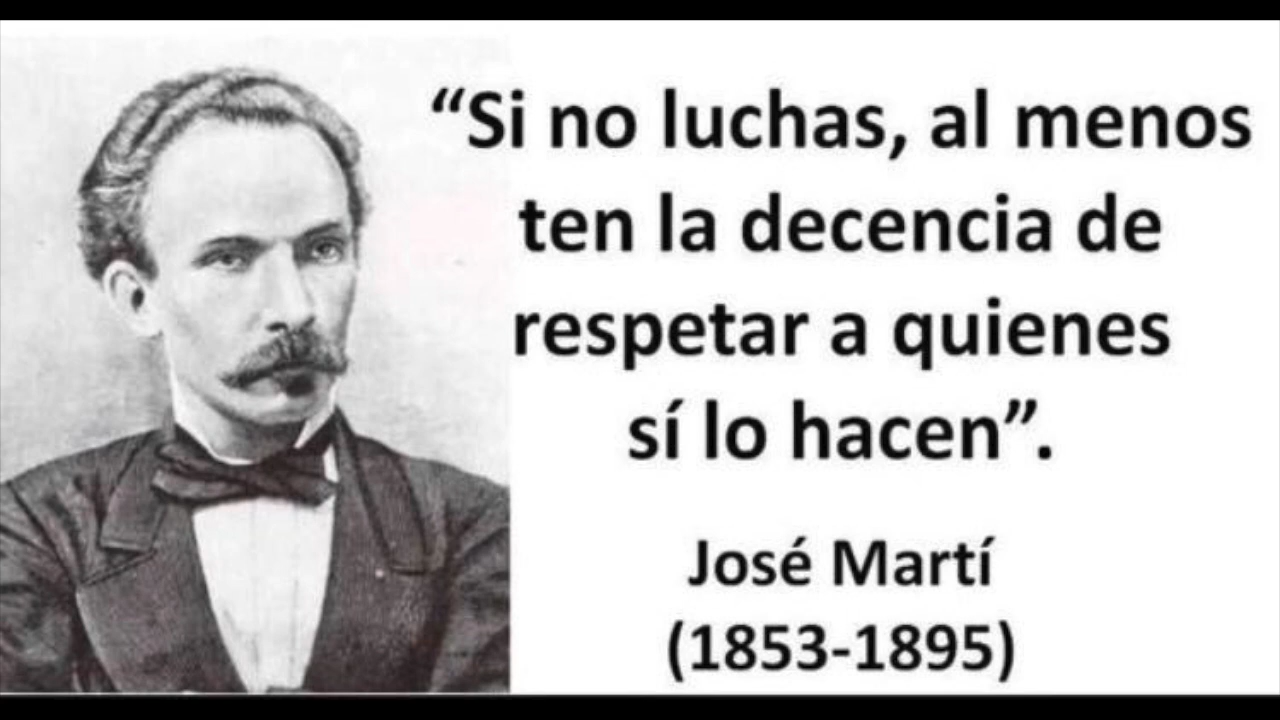 “Si no luchas, al menos
ten la decencia de
respetar a quienes
sí lo hacen”.
José Martí
(1853-1895)